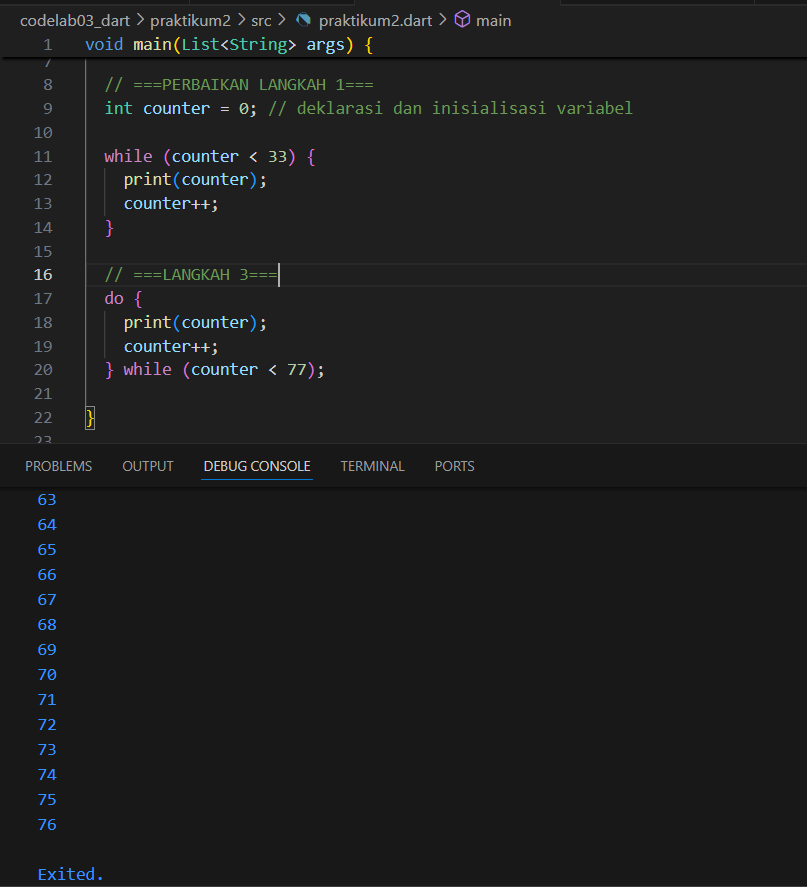 codelab03_dart > praktikum2 > src > praktikum2.dart > main
1 void main(List<String> args) {
7
8 // ===PERBAIKAN LANGKAH 1===
9 int counter = 0; // deklarasi dan inisialisasi variabel
10
11 while (counter < 33) {
12 print(counter);
13 counter++;
14 }
15
16 // ===LANGKAH 3===
17 do {
18 print(counter);
19 counter++;
20 } while (counter < 77);
21
22 }
23
PROBLEMS OUTPUT DEBUG CONSOLE TERMINAL PORTS
63
64
65
66
67
68
69
70
71
72
73
74
75
76
Exited.